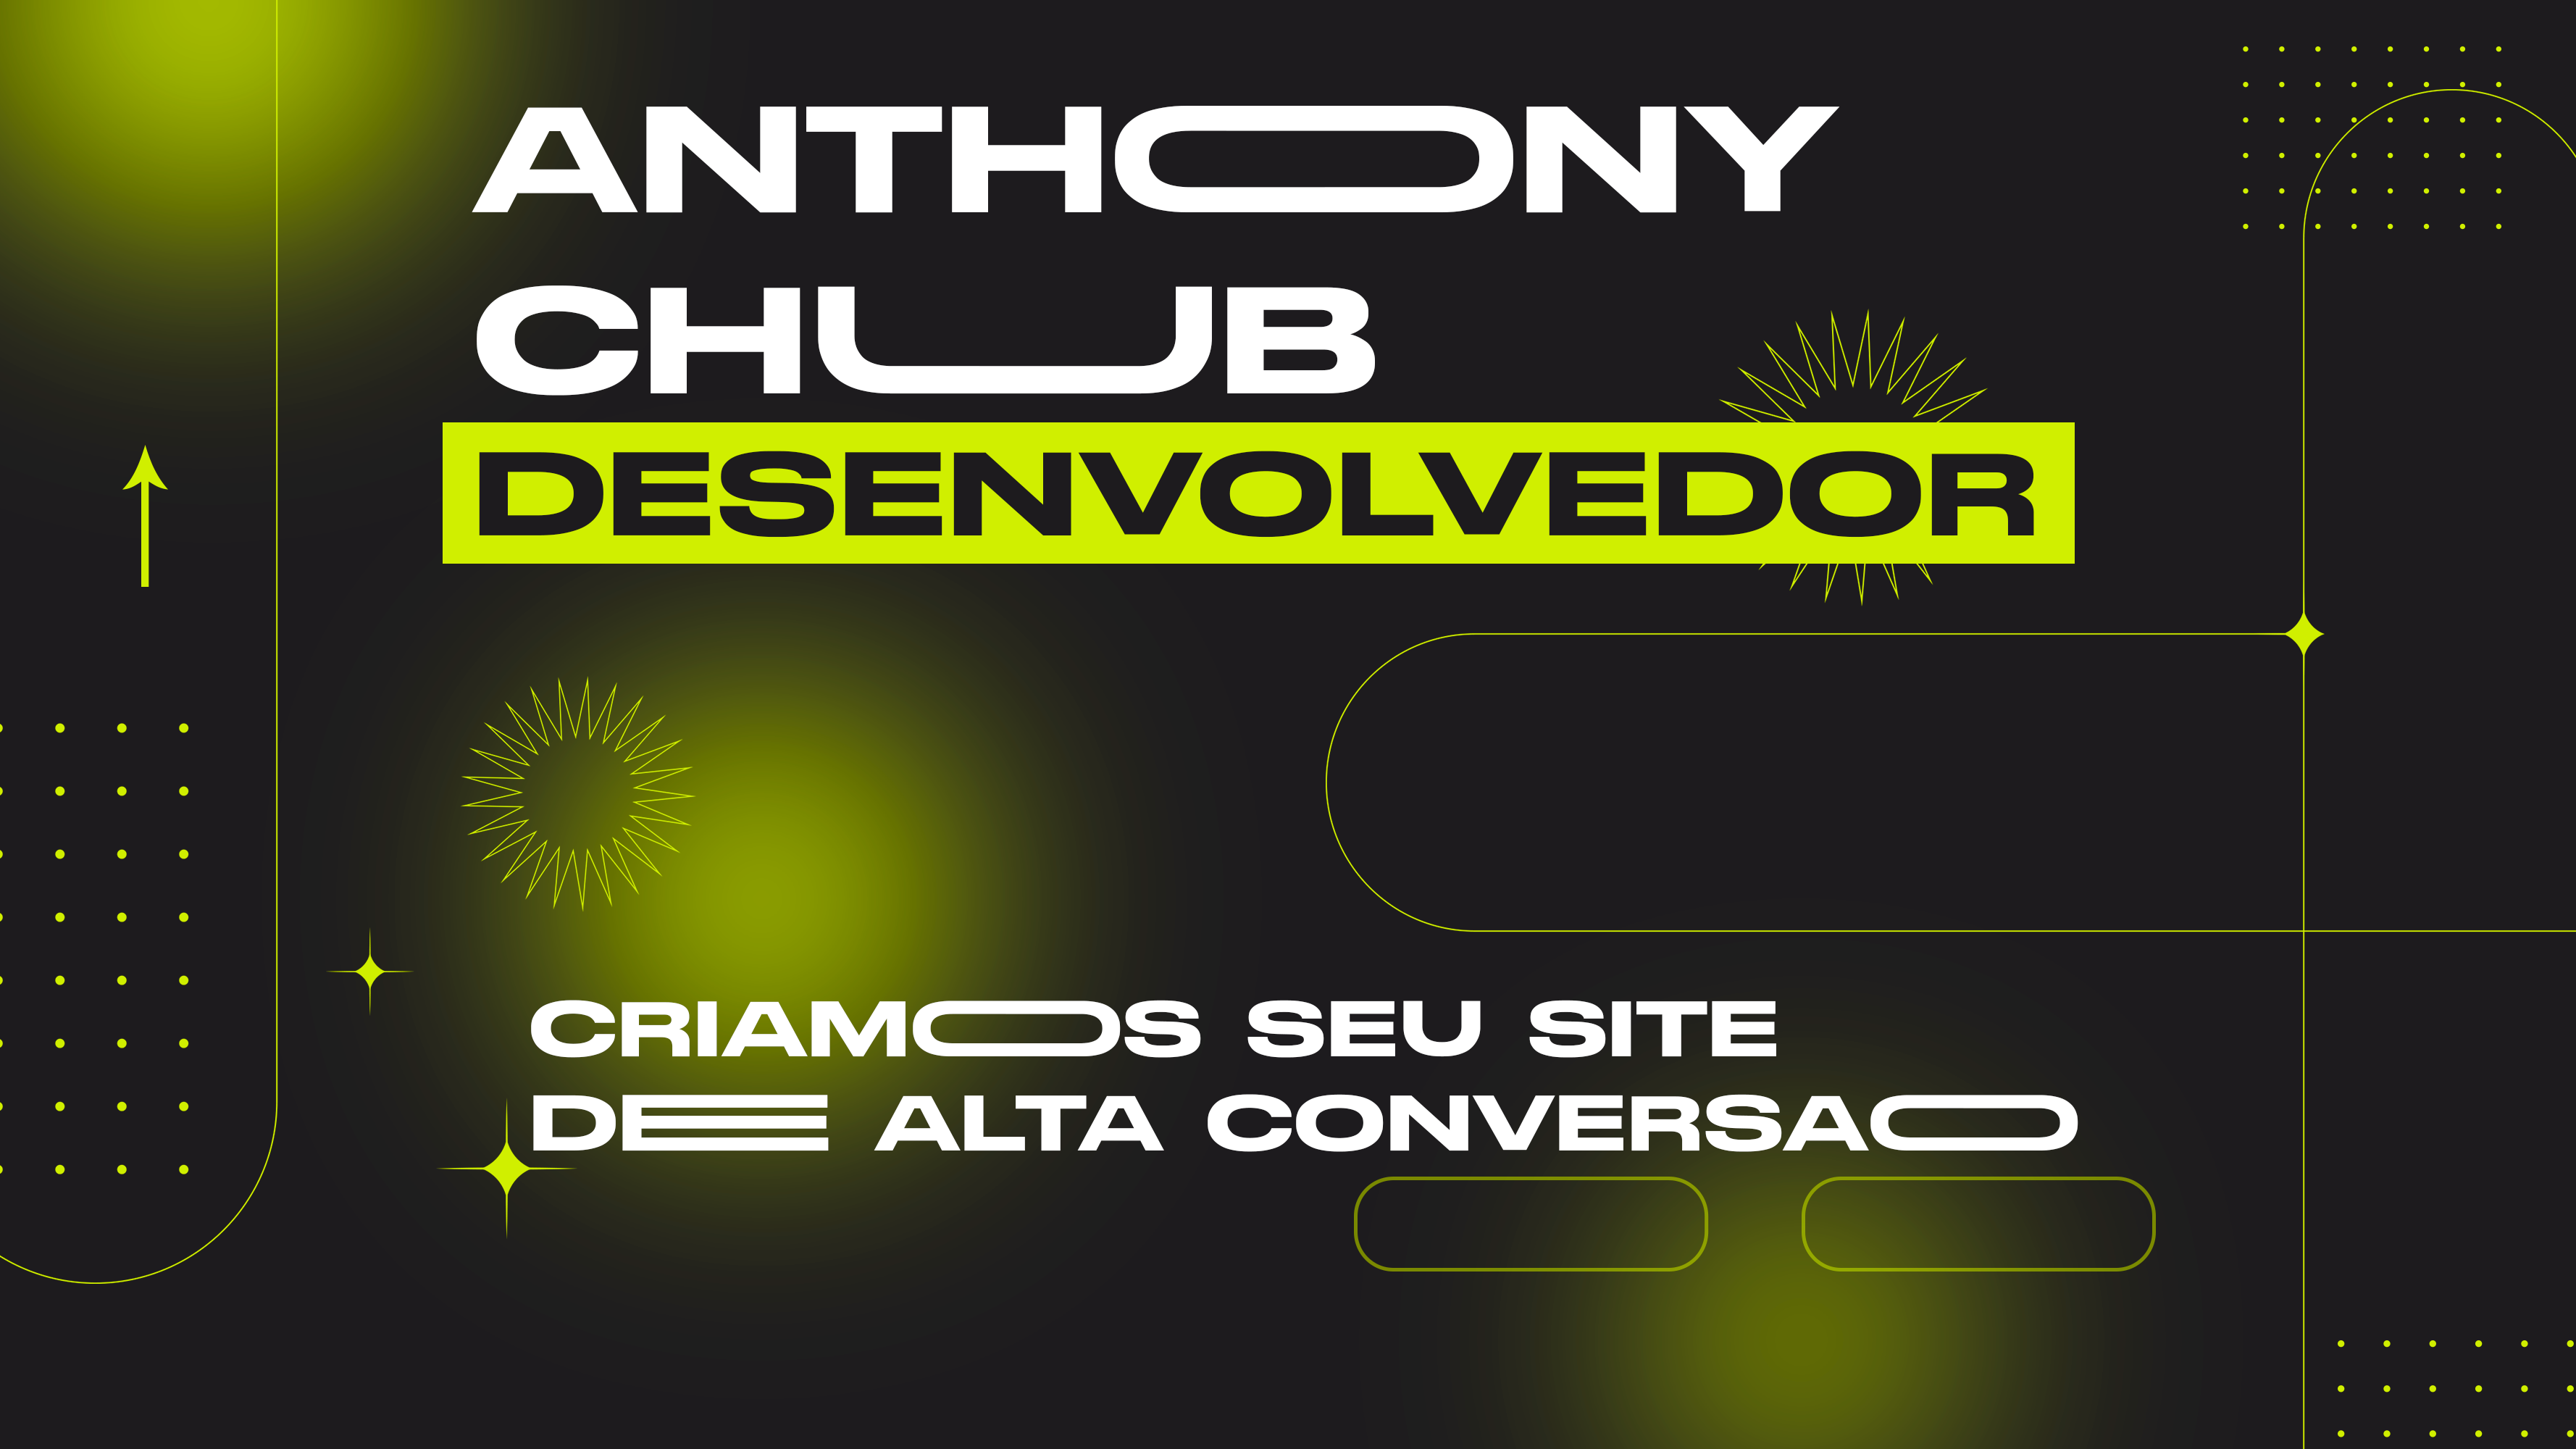 ANTHONY
CHUB
DESENVOLVEDOR
CRIAMOS SEU SITE
DE ALTA CONVERSAO